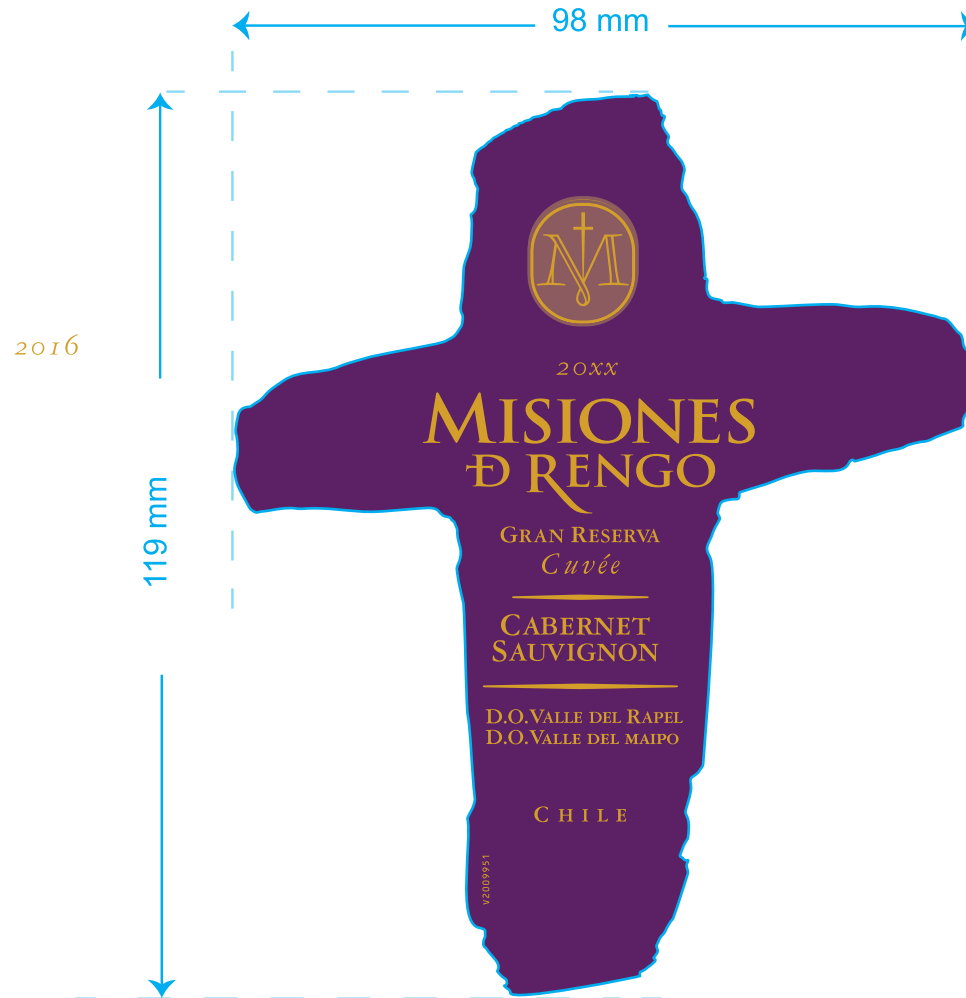 98 mm
119 mm
2016
M
20xx
MISIONES
Đ RENGO
GRAN RESERVA
Cuvée
CABERNET
SAUVIGNON
D.O.VALLE DEL RAPEL
D.O.VALLE DEL MAIPO
CHILE
V2009951